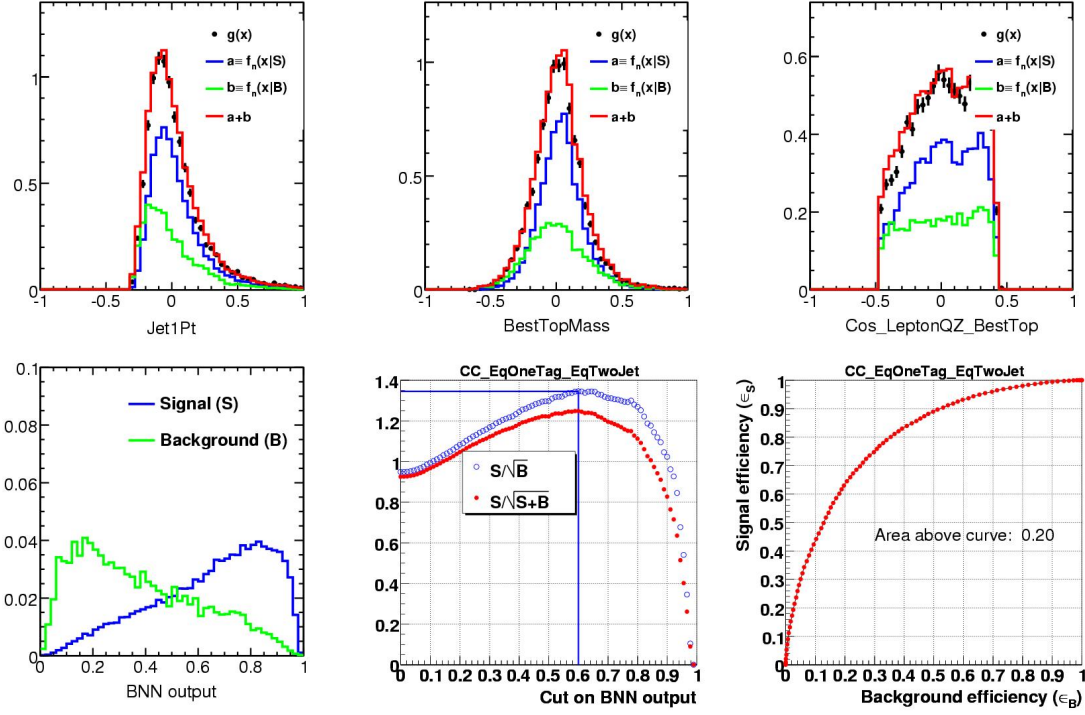 g(x)
a≡ fₙ(x|S)
b≡ fₙ(x|B)
a+b
1
0.5
0
-1 -0.5 0 0.5 1
Jet1Pt
g(x)
a≡ fₙ(x|S)
b≡ fₙ(x|B)
a+b
1
0.5
0
-1 -0.5 0 0.5 1
BestTopMass
g(x)
a≡ fₙ(x|S)
b≡ fₙ(x|B)
a+b
0.6
0.4
0.2
0
-1 -0.5 0 0.5 1
Cos_LeptonQZ_BestTop
0.1
0.08
0.06
0.04
0.02
0
Signal (S)
Background (B)
0 0.2 0.4 0.6 0.8 1
BNN output
CC_EqOneTag_EqTwoJet
1.4
1.2
1
0.8
0.6
0.4
0.2
0
S/√B
S/√S+B
0 0.1 0.2 0.3 0.4 0.5 0.6 0.7 0.8 0.9 1
Cut on BNN output
CC_EqOneTag_EqTwoJet
Signal efficiency (ϵ_S)
1
0.9
0.8
0.7
0.6
0.5
0.4
0.3
0.2
0.1
0
Area above curve: 0.20
0 0.1 0.2 0.3 0.4 0.5 0.6 0.7 0.8 0.9 1
Background efficiency (ϵ_B)